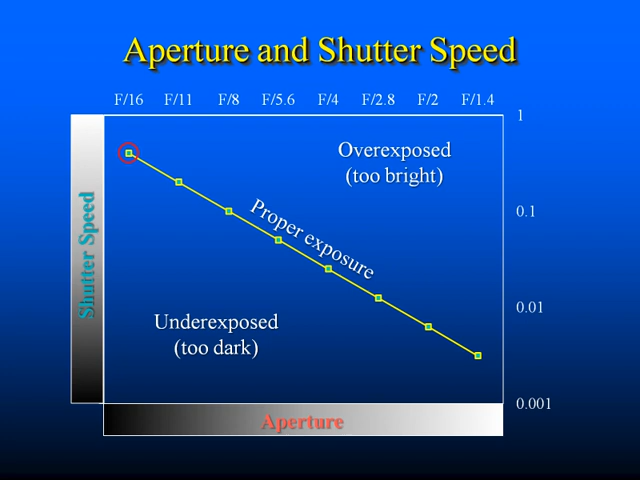 Aperture and Shutter Speed
F/16 F/11 F/8 F/5.6 F/4 F/2.8 F/2 F/1.4
1
Overexposed
(too bright)
0.1
Proper exposure
Shutter Speed
0.01
Underexposed
(too dark)
0.001
Aperture